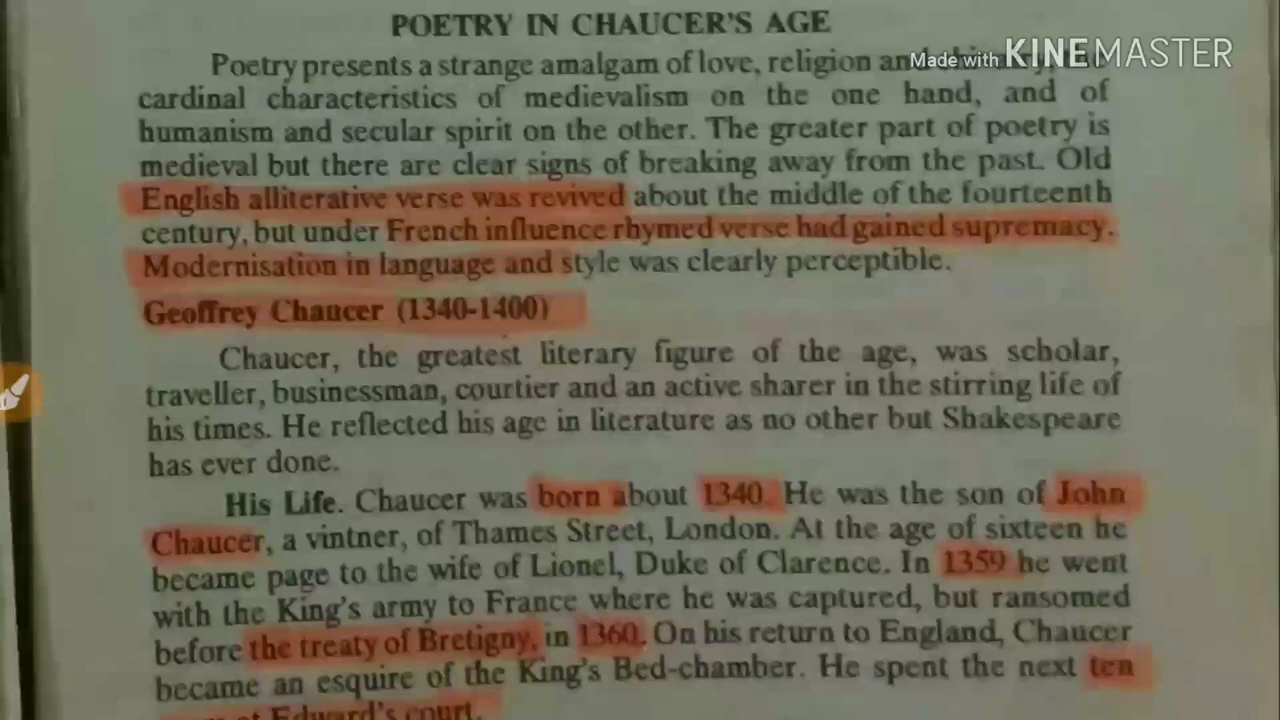 POETRY IN CHAUCER'S AGE
Made with KINEMASTER
Poetry presents a strange amalgam of love, religion and
cardinal characteristics of medievalism on the one hand, and of
humanism and secular spirit on the other. The greater part of poetry is
medieval but there are clear signs of breaking away from the past. Old
English alliterative verse was revived about the middle of the fourteenth
century, but under French influence rhymed verse had gained supremacy.
Modernisation in language and style was clearly perceptible.
Geoffrey Chaucer (1340-1400)
Chaucer, the greatest literary figure of the age, was scholar,
traveller, businessman, courtier and an active sharer in the stirring life of
his times. He reflected his age in literature as no other but Shakespeare
has ever done.
His Life. Chaucer was born about 1340. He was the son of John
Chaucer, a vintner, of Thames Street, London. At the age of sixteen he
became page to the wife of Lionel, Duke of Clarence. In 1359 he went
with the King's army to France where he was captured, but ransomed
before the treaty of Bretigny, in 1360. On his return to England, Chaucer
became an esquire of the King's Bed-chamber. He spent the next ten
at Edward's court.